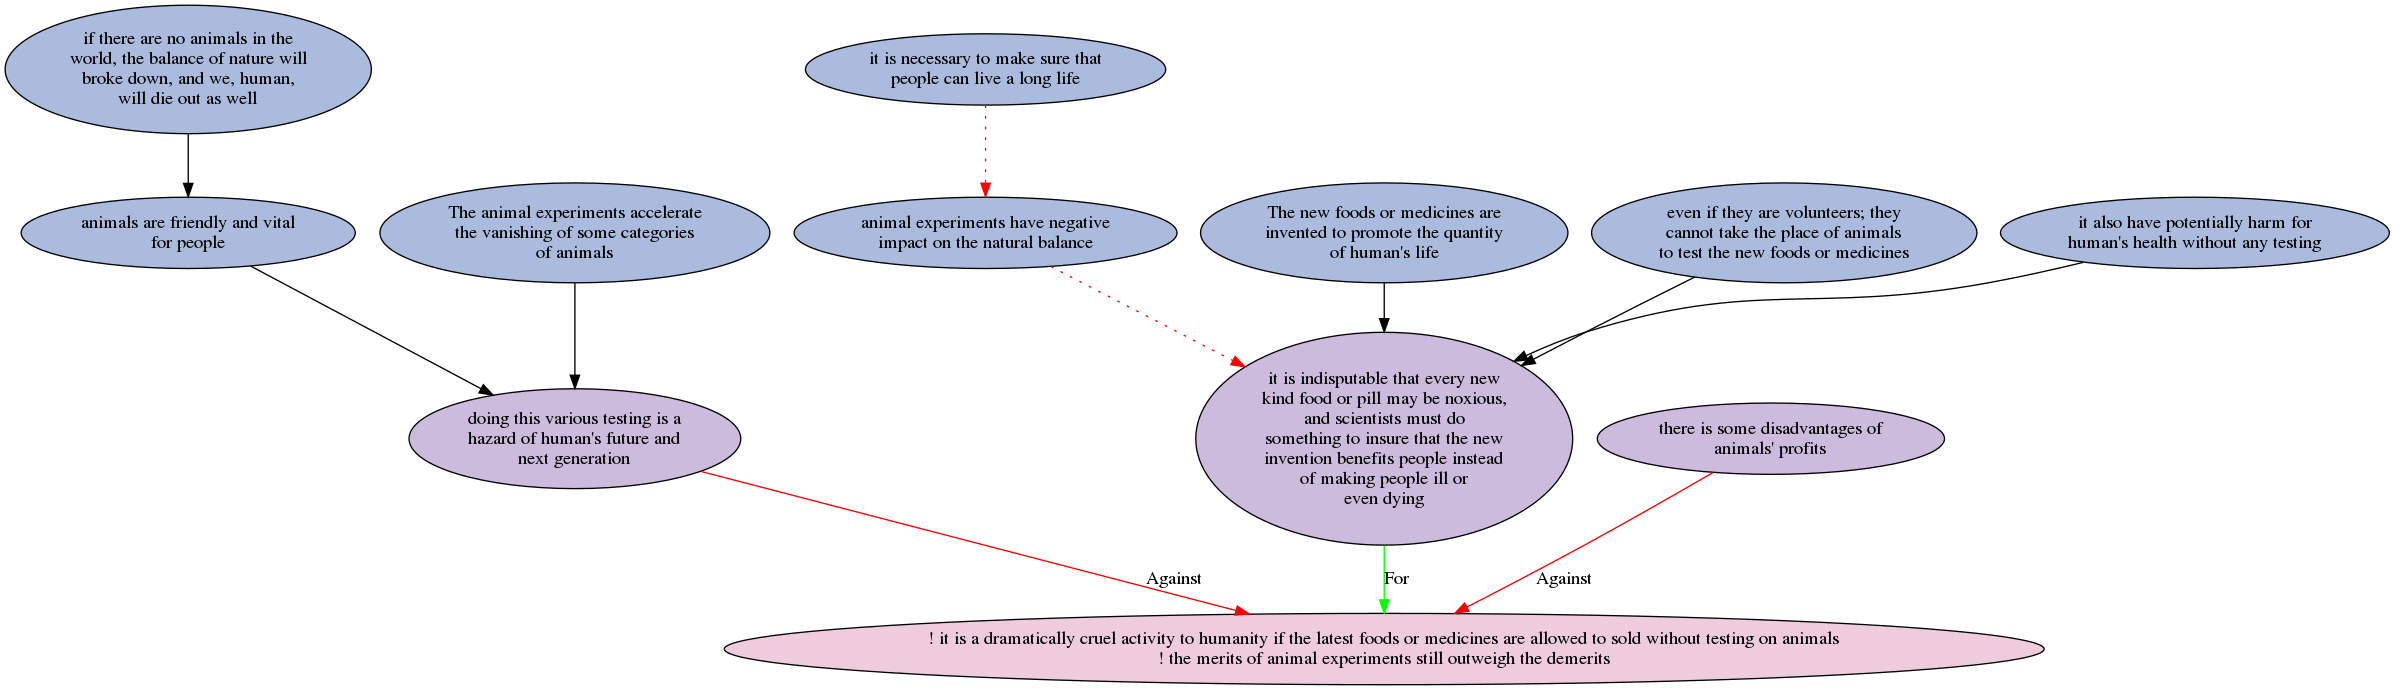 if there are no animals in the
world, the balance of nature will
broke down, and we, human,
will die out as well
it is necessary to make sure that
people can live a long life
animals are friendly and vital
for people
The animal experiments accelerate
the vanishing of some categories
of animals
animal experiments have negative
impact on the natural balance
The new foods or medicines are
invented to promote the quantity
of human's life
even if they are volunteers; they
cannot take the place of animals
to test the new foods or medicines
it also have potentially harm for
human's health without any testing
doing this various testing is a
hazard of human's future and
next generation
it is indisputable that every new
kind food or pill may be noxious,
and scientists must do
something to insure that the new
invention benefits people instead
of making people ill or
even dying
there is some disadvantages of
animals' profits
Against
For
Against
! it is a dramatically cruel activity to humanity if the latest foods or medicines are allowed to sold without testing on animals
! the merits of animal experiments still outweigh the demerits